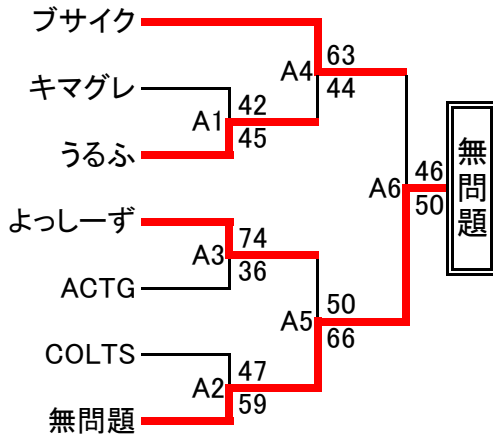 ブサイク
63
A4
44
キマグレ
42
A1
45
うるふ
46
A6
50
無問題
よっしーず
74
A3
36
ACTG
50
A5
66
COLTS
47
A2
59
無問題